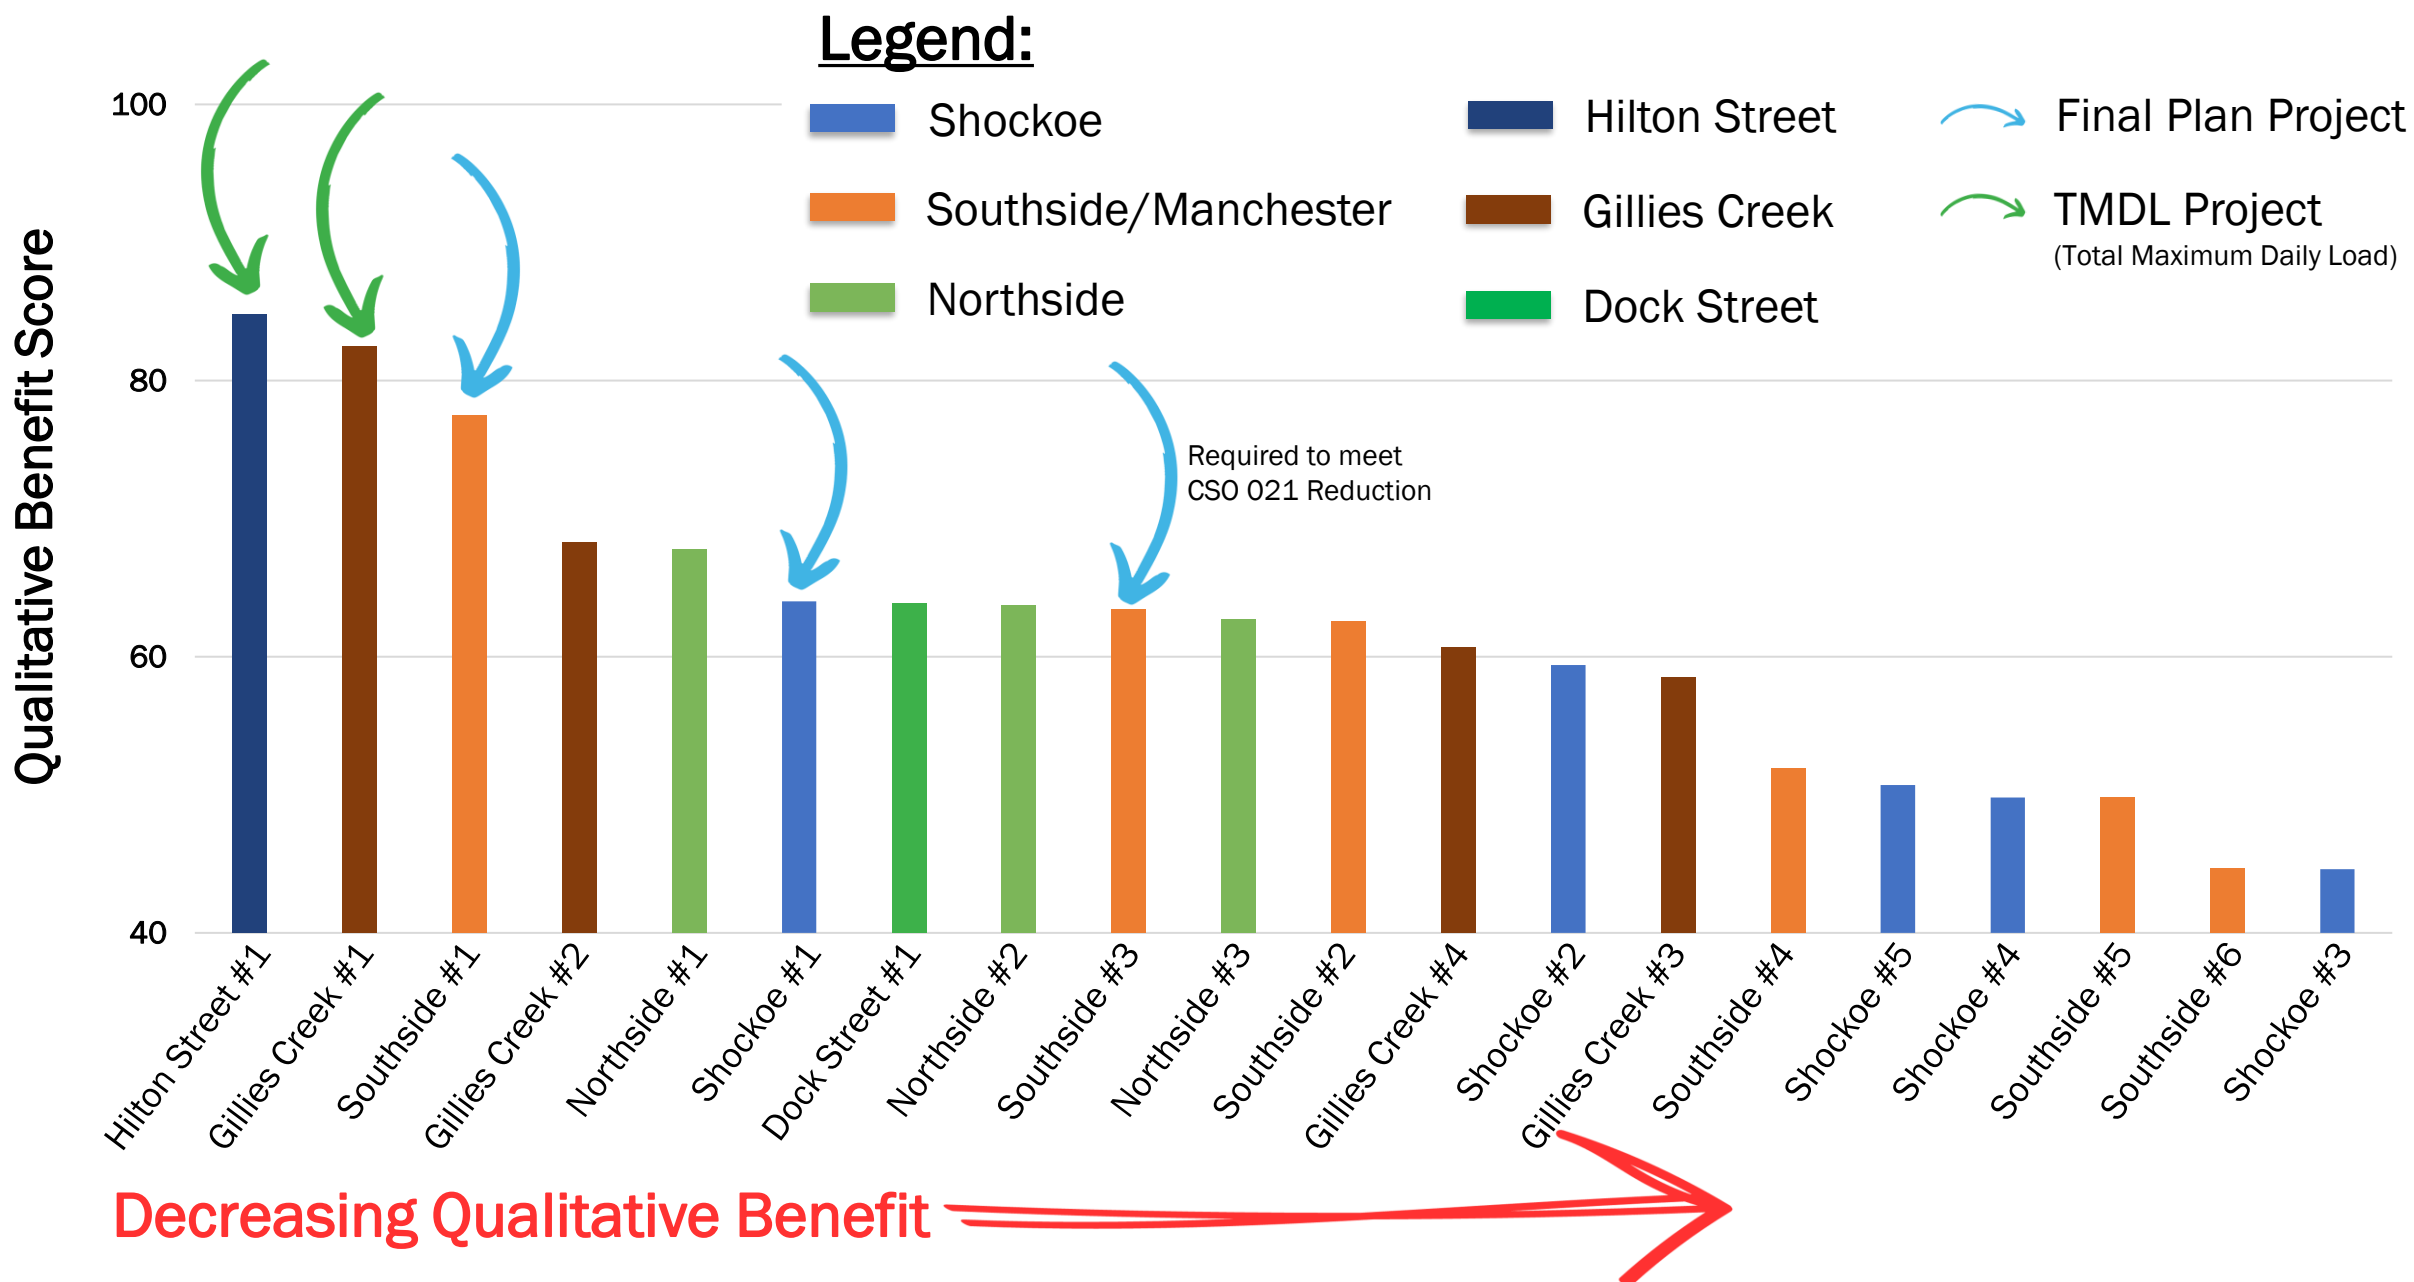 Legend:
Shockoe
Southside/Manchester
Northside
Hilton Street
Gillies Creek
Dock Street
Final Plan Project
TMDL Project
(Total Maximum Daily Load)
Qualitative Benefit Score
100
80
60
40
Required to meet
CSO 021 Reduction
Hilton Street #1
Gillies Creek #1
Southside #1
Gillies Creek #2
Northside #1
Shockoe #1
Dock Street #1
Northside #2
Southside #3
Northside #3
Southside #2
Gillies Creek #4
Shockoe #2
Gillies Creek #3
Southside #4
Shockoe #5
Shockoe #4
Southside #5
Southside #6
Shockoe #3
Decreasing Qualitative Benefit